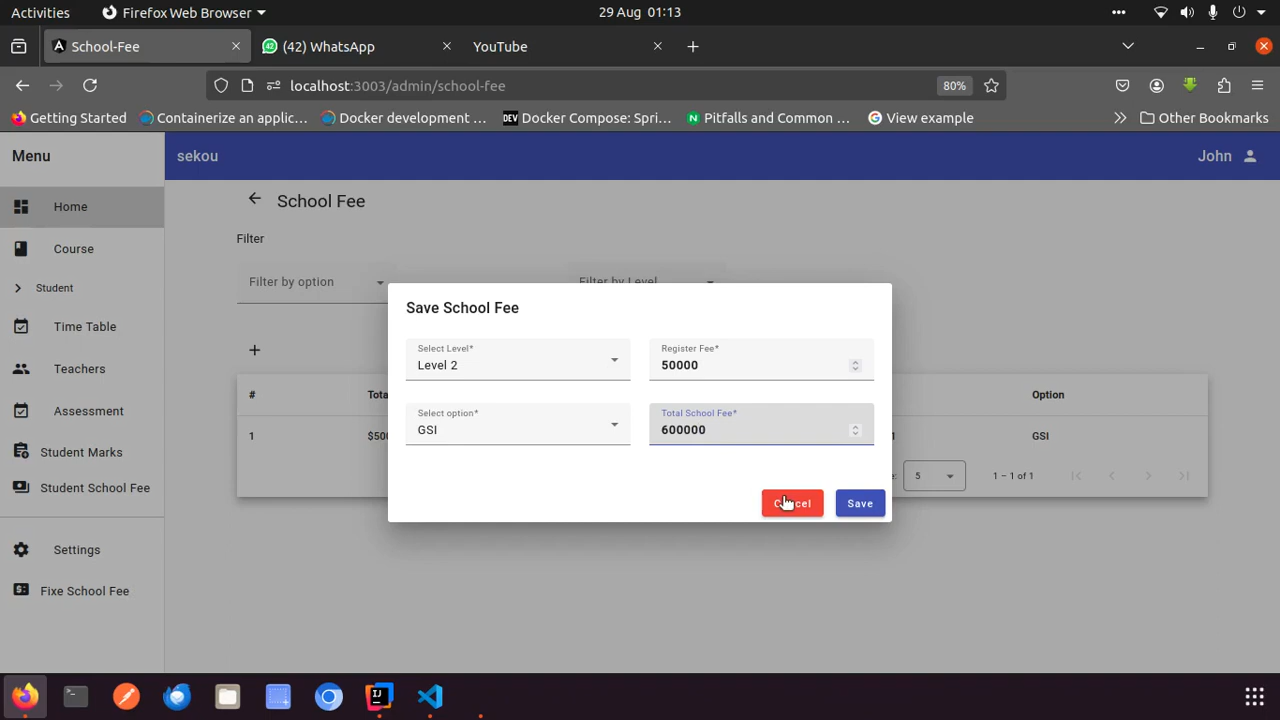 Activities Firefox Web Browser 29 Aug 01:13
School-Fee (42) WhatsApp YouTube
localhost:3003/admin/school-fee 80%
Getting Started Containerize an applic... Docker development ... DEV Docker Compose: Spri... Pitfalls and Common ... View example Other Bookmarks
Menu sekou John
School Fee
Home
Filter
Course
Filter by option Filter by Level
Student
Save School Fee
Time Table
Select Level* Register Fee*
Level 2 50000
Teachers
# Option
Assessment
Select option* Total School Fee*
GSI 600000
1 GSI
Student Marks
5 1 – 1 of 1
Student School Fee
Cancel Save
Settings
Fixe School Fee